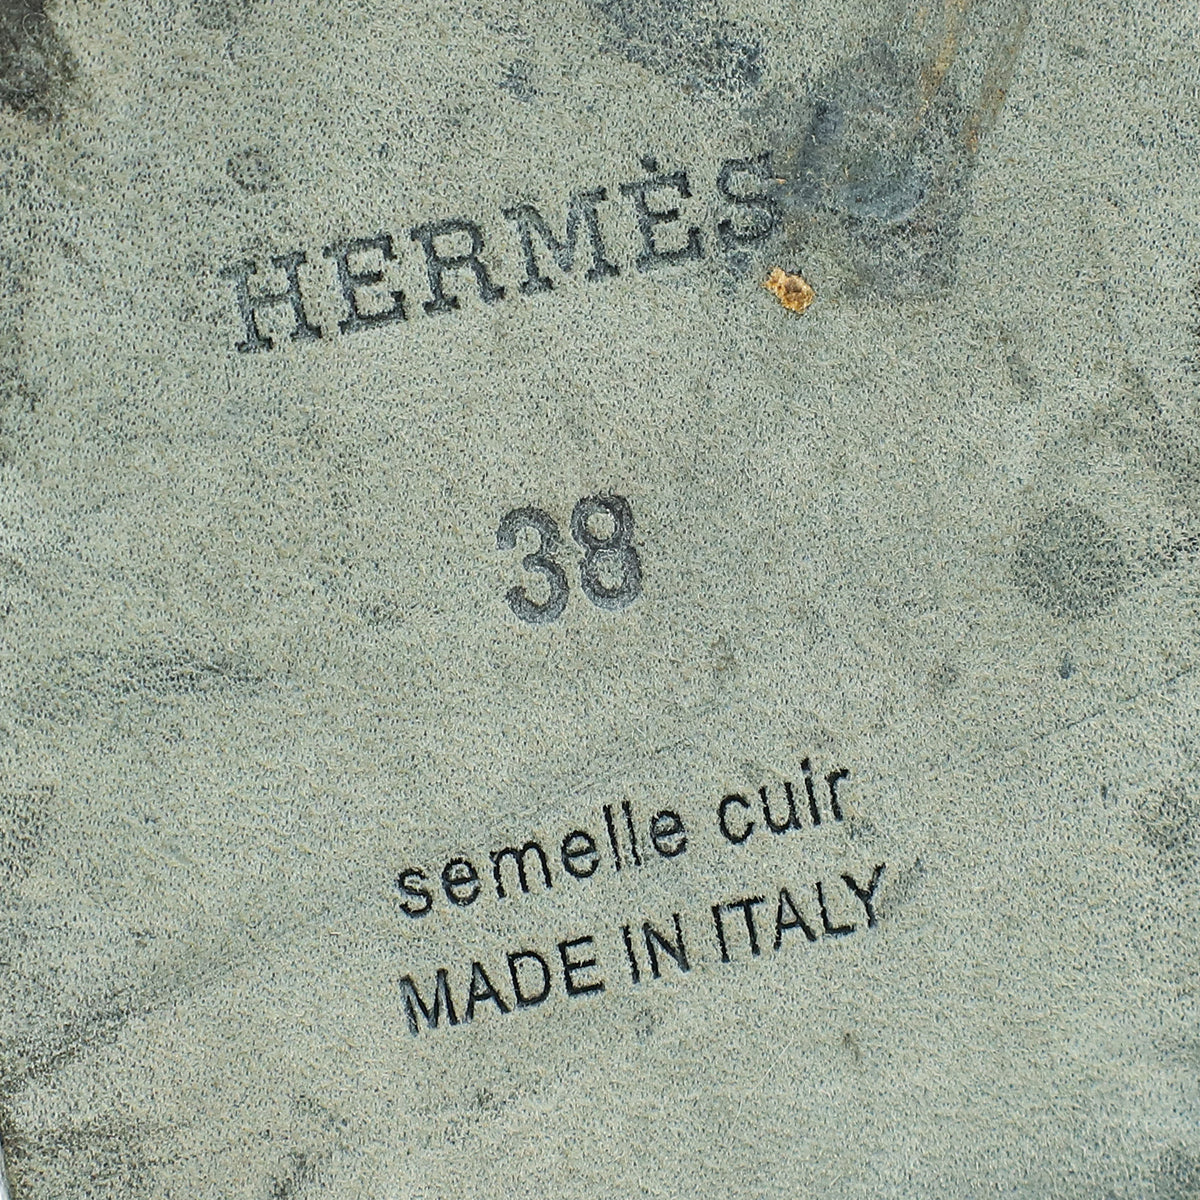 HERMÈS
38
semelle cuir
MADE IN ITALY